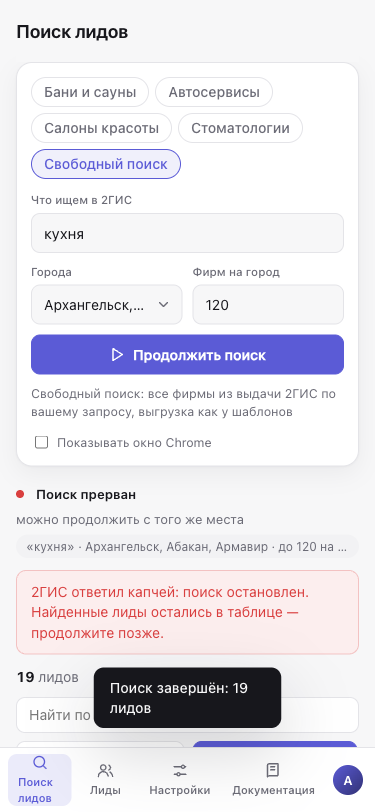 Поиск лидов
Бани и сауны
Автосервисы
Салоны красоты
Стоматологии
Свободный поиск
Что ищем в 2ГИС
кухня
Города
Фирм на город
Архангельск,...
120
Продолжить поиск
Свободный поиск: все фирмы из выдачи 2ГИС по
вашему запросу, выгрузка как у шаблонов
Показывать окно Chrome
Поиск прерван
можно продолжить с того же места
«кухня» · Архангельск, Абакан, Армавир · до 120 на ...
2ГИС ответил капчей: поиск остановлен.
Найденные лиды остались в таблице —
продолжите позже.
19 лидов
Поиск завершён: 19
лидов
Найти по
Поиск
лидов
Лиды
Настройки
Документация
A